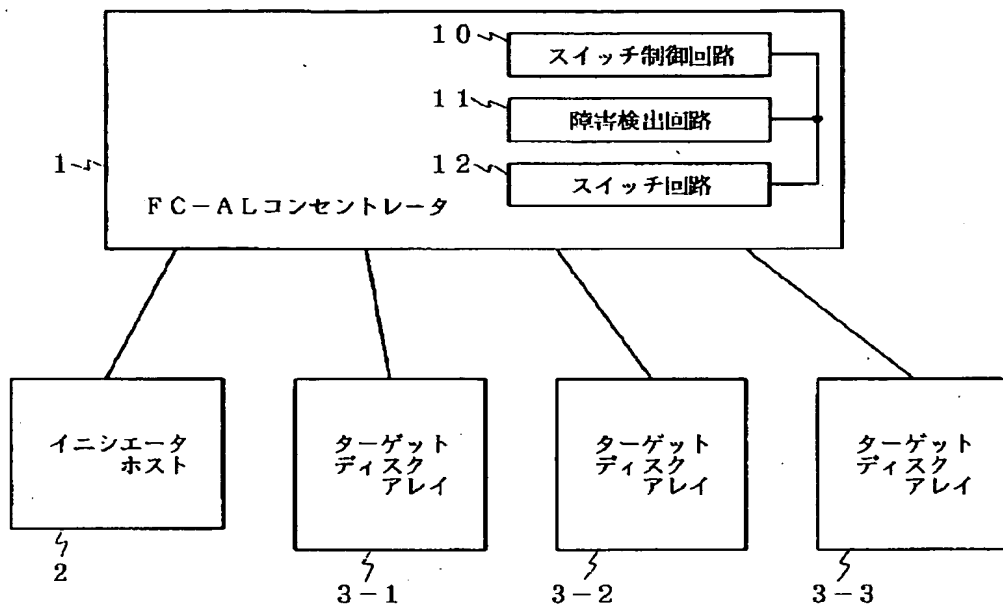 10
スイッチ制御回路
11
障害検出回路
1
12
スイッチ回路
FC-ALコンセントレータ
イニシエータ
ホスト
ターゲット
ディスク
アレイ
ターゲット
ディスク
アレイ
ターゲット
ディスク
アレイ
2
3-1
3-2
3-3